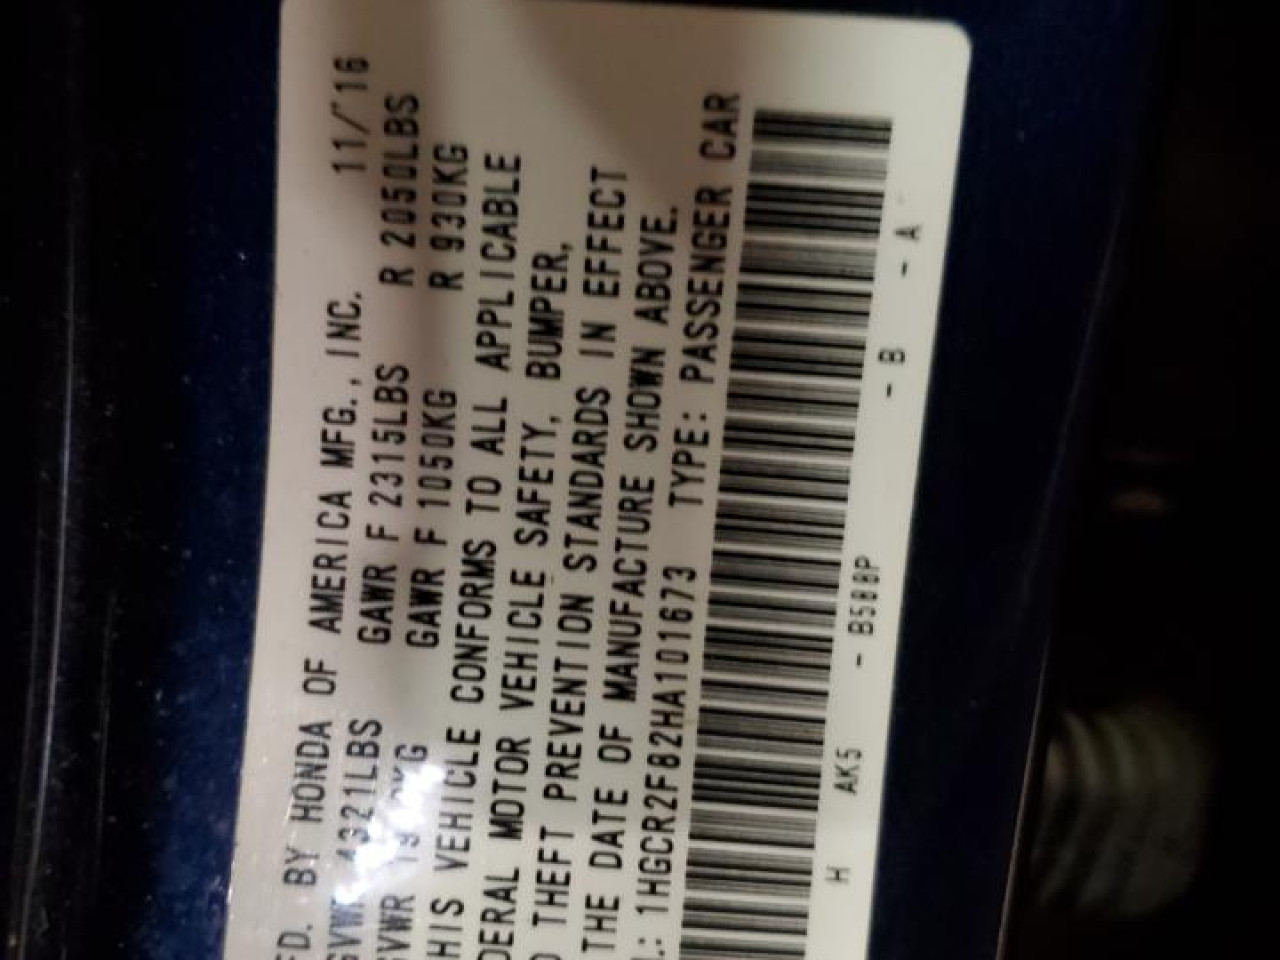 FD. BY HONDA OF AMERICA MFG., INC. 11/16
GVWR 4321LBS GAWR F 2315LBS R 2050LBS
GVWR GAWR F 1050KG R 930KG
HIS VEHICLE CONFORMS TO ALL APPLICABLE
DERAL MOTOR VEHICLE SAFETY, BUMPER,
D THEFT PREVENTION STANDARDS IN EFFECT
THE DATE OF MANUFACTURE SHOWN ABOVE.
.: 1HGCR2F82HA101673 TYPE: PASSENGER CAR
H AK5 - B588P - B - A